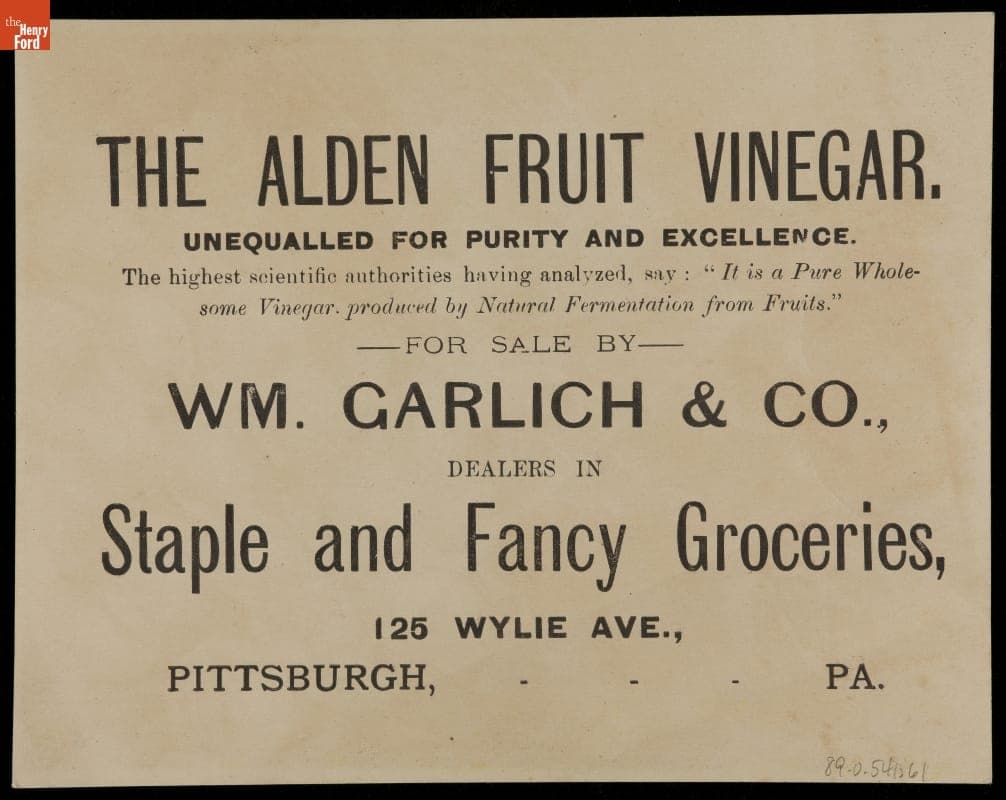 the
Henry
Ford
THE ALDEN FRUIT VINEGAR.
UNEQUALLED FOR PURITY AND EXCELLENCE.
The highest scientific authorities having analyzed, say: "It is a Pure Whole-
some Vinegar. produced by Natural Fermentation from Fruits."
—FOR SALE BY—
WM. GARLICH & CO.,
DEALERS IN
Staple and Fancy Groceries,
125 WYLIE AVE.,
PITTSBURGH, - - - PA.